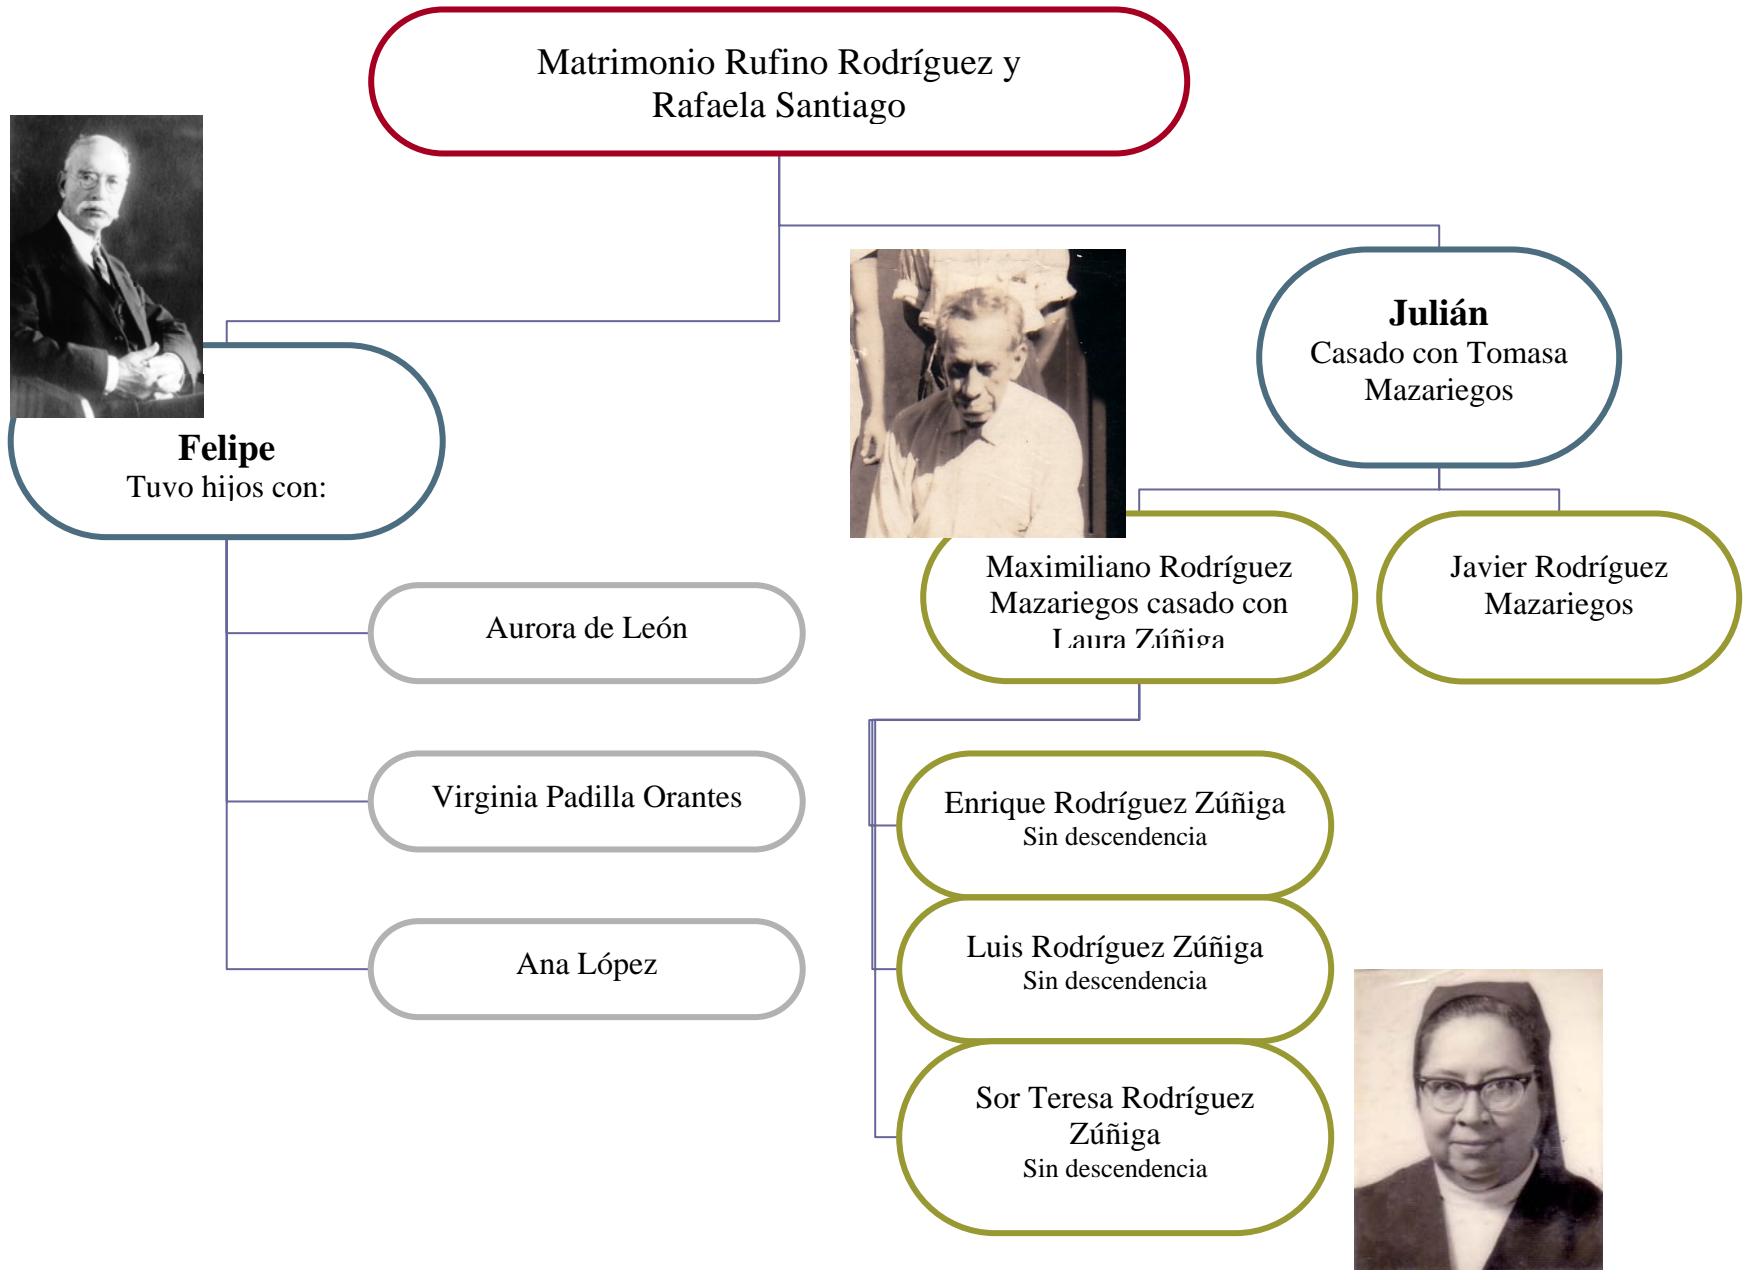 Matrimonio Rufino Rodríguez y
Rafaela Santiago
Julián
Casado con Tomasa
Mazariegos
Felipe
Tuvo hijos con:
Maximiliano Rodríguez
Mazariegos casado con
Laura Zúñiga
Javier Rodríguez
Mazariegos
Aurora de León
Virginia Padilla Orantes
Ana López
Enrique Rodríguez Zúñiga
Sin descendencia
Luis Rodríguez Zúñiga
Sin descendencia
Sor Teresa Rodríguez
Zúñiga
Sin descendencia